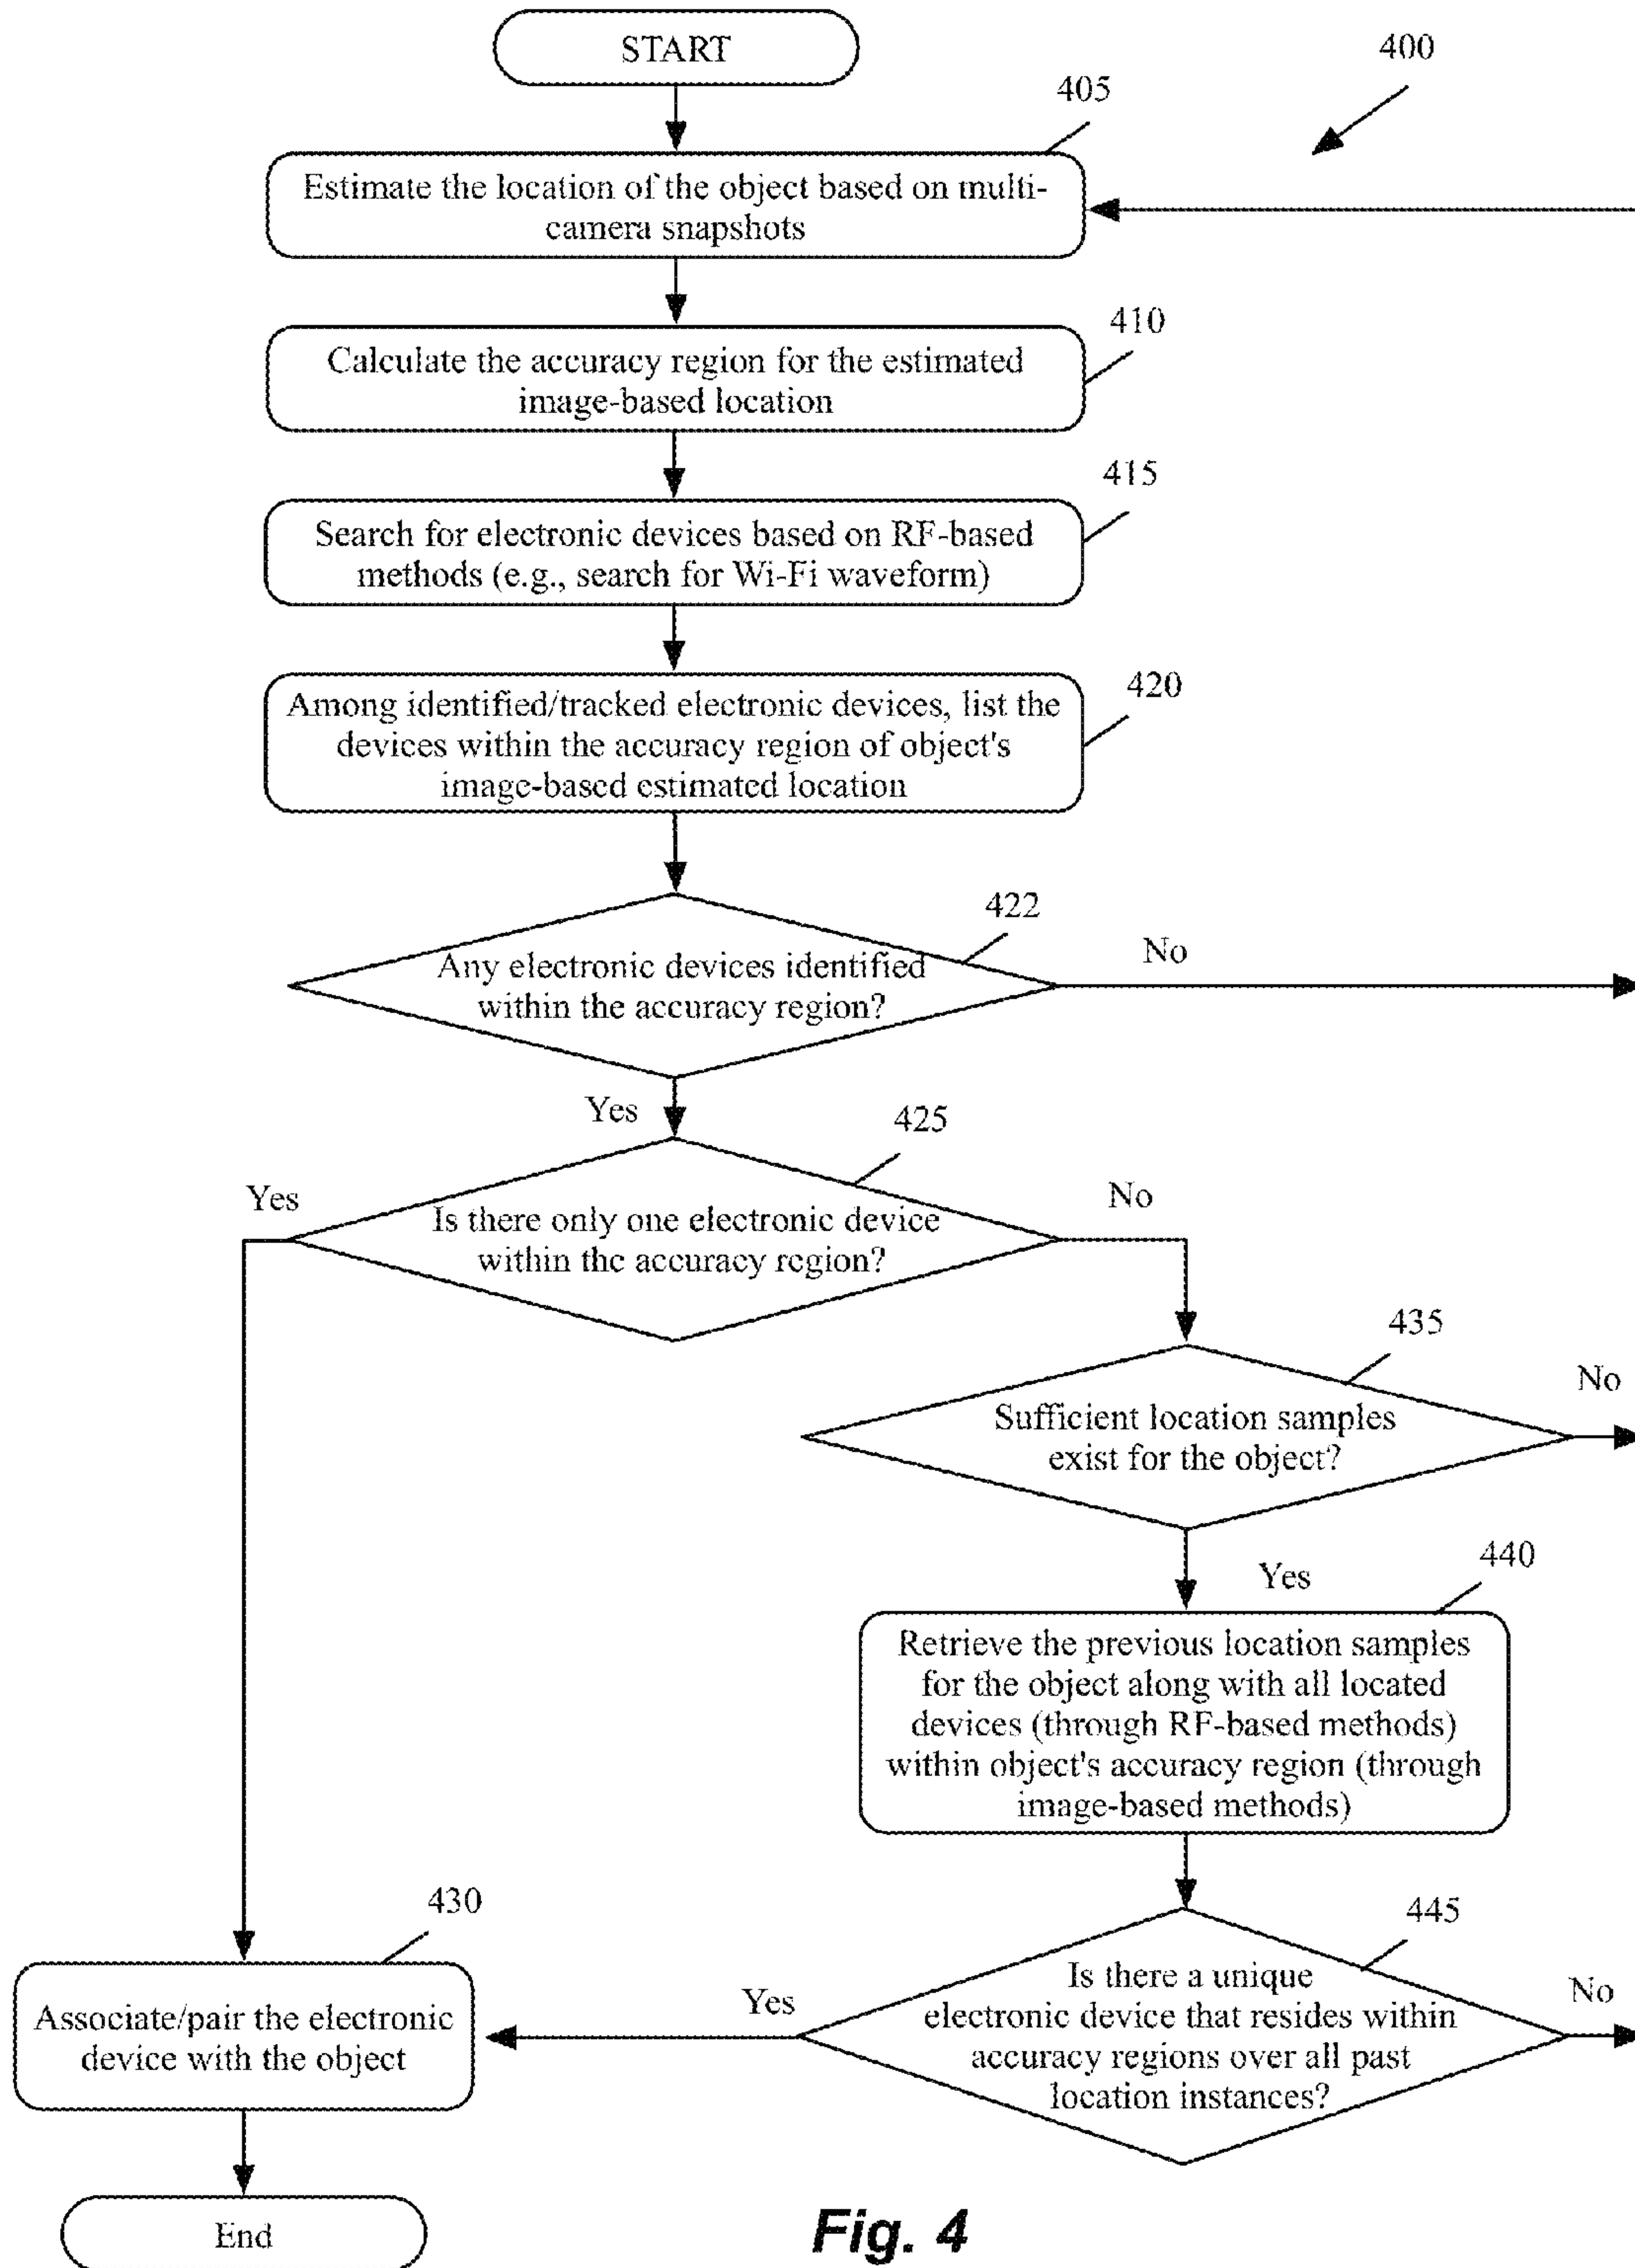 START
400
405
Estimate the location of the object based on multi-
camera snapshots
410
Calculate the accuracy region for the estimated
image-based location
415
Search for electronic devices based on RF-based
methods (e.g., search for Wi-Fi waveform)
420
Among identified/tracked electronic devices, list the
devices within the accuracy region of object's
image-based estimated location
422
Any electronic devices identified
within the accuracy region?
No
Yes
425
Yes
Is there only one electronic device
within the accuracy region?
No
435
Sufficient location samples
exist for the object?
No
Yes
440
Retrieve the previous location samples
for the object along with all located
devices (through RF-based methods)
within object's accuracy region (through
image-based methods)
430
445
Associate/pair the electronic
device with the object
Yes
Is there a unique
electronic device that resides within
accuracy regions over all past
location instances?
No
End
Fig. 4